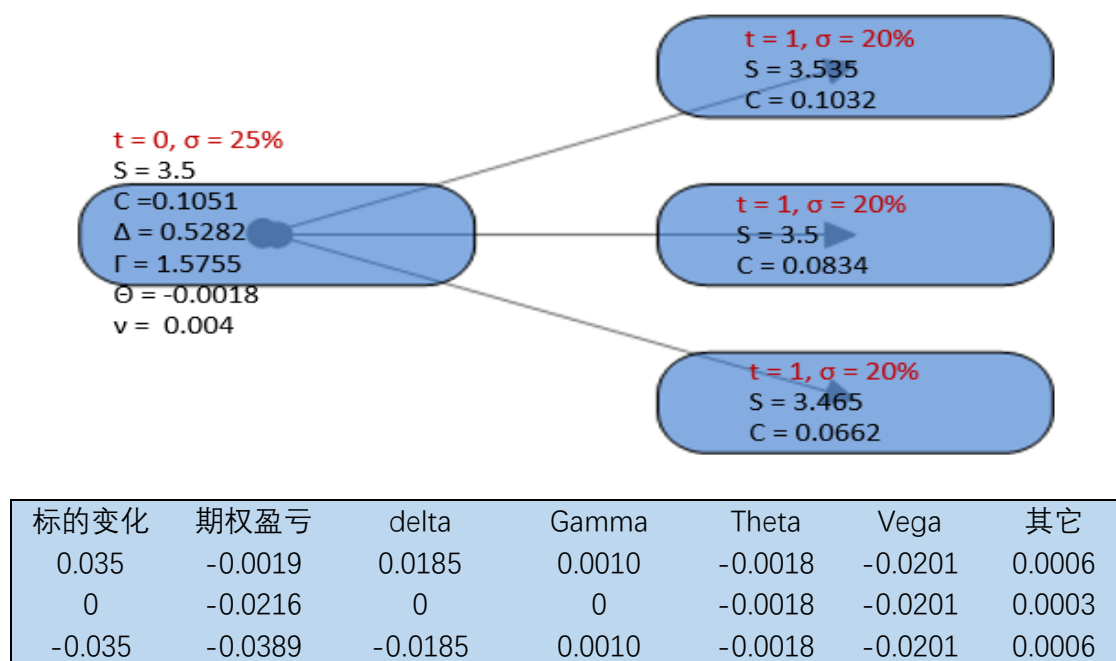 t = 0, σ = 25%
S = 3.5
C =0.1051
Δ = 0.5282
Γ = 1.5755
Θ = -0.0018
ν =  0.004
t = 1, σ = 20%
S = 3.535
C = 0.1032
t = 1, σ = 20%
S = 3.5
C = 0.0834
t = 1, σ = 20%
S = 3.465
C = 0.0662
标的变化 期权盈亏 delta Gamma Theta Vega 其它
0.035 -0.0019 0.0185 0.0010 -0.0018 -0.0201 0.0006
0 -0.0216 0 0 -0.0018 -0.0201 0.0003
-0.035 -0.0389 -0.0185 0.0010 -0.0018 -0.0201 0.0006